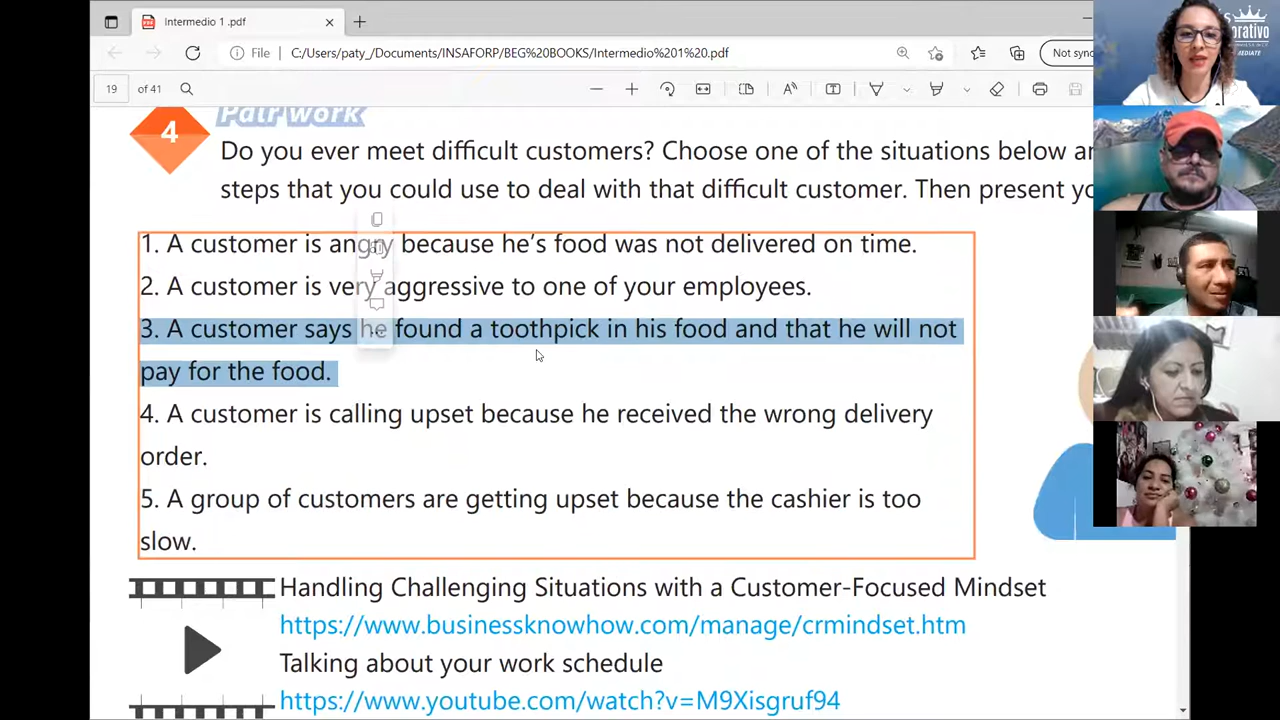 Intermedio 1 .pdf
File C:/Users/paty_/Documents/INSAFORP/BEG%20BOOKS/Intermedio%201%20.pdf Not sync
19 of 41
Pair work
4
Do you ever meet difficult customers? Choose one of the situations below
steps that you could use to deal with that difficult customer. Then present
1. A customer is angry because he's food was not delivered on time.
2. A customer is very aggressive to one of your employees.
3. A customer says he found a toothpick in his food and that he will not
pay for the food.
4. A customer is calling upset because he received the wrong delivery
order.
5. A group of customers are getting upset because the cashier is too
slow.
Handling Challenging Situations with a Customer-Focused Mindset
https://www.businessknowhow.com/manage/crmindset.htm
Talking about your work schedule
https://www.youtube.com/watch?v=M9Xisgruf94